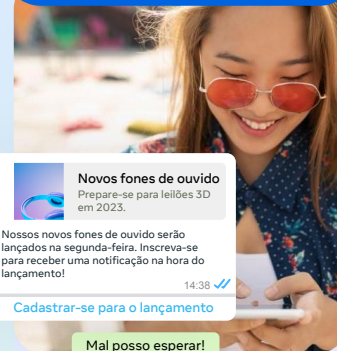 Novos fones de ouvido
Prepare-se para leilões 3D
em 2023.
Nossos novos fones de ouvido serão
lançados na segunda-feira. Inscreva-se
para receber uma notificação na hora do
lançamento!
14:38
Cadastrar-se para o lançamento
Mal posso esperar!